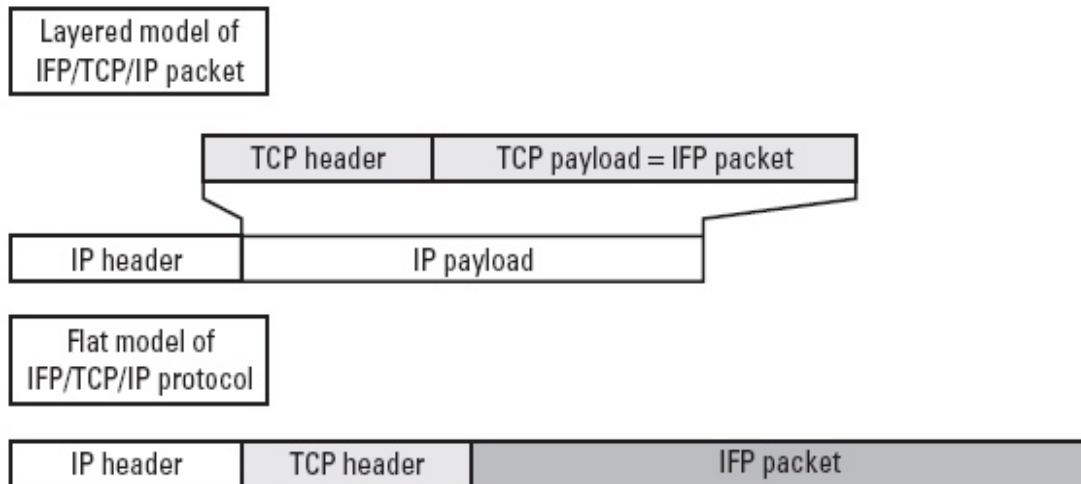 Layered model of
IFP/TCP/IP packet
TCP header TCP payload = IFP packet
IP header IP payload
Flat model of
IFP/TCP/IP protocol
IP header TCP header IFP packet